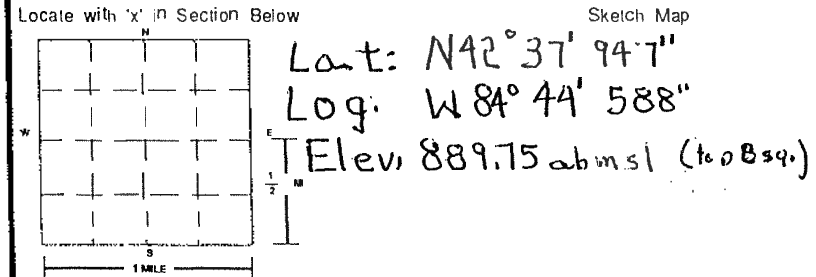 Locate with 'x' in Section Below
Sketch Map
N
W
E
S
1/2 MI
1 MILE
Lat: N42° 37' 94.7"
Log: W 84° 44' 588"
TElev, 889.75 abmsl